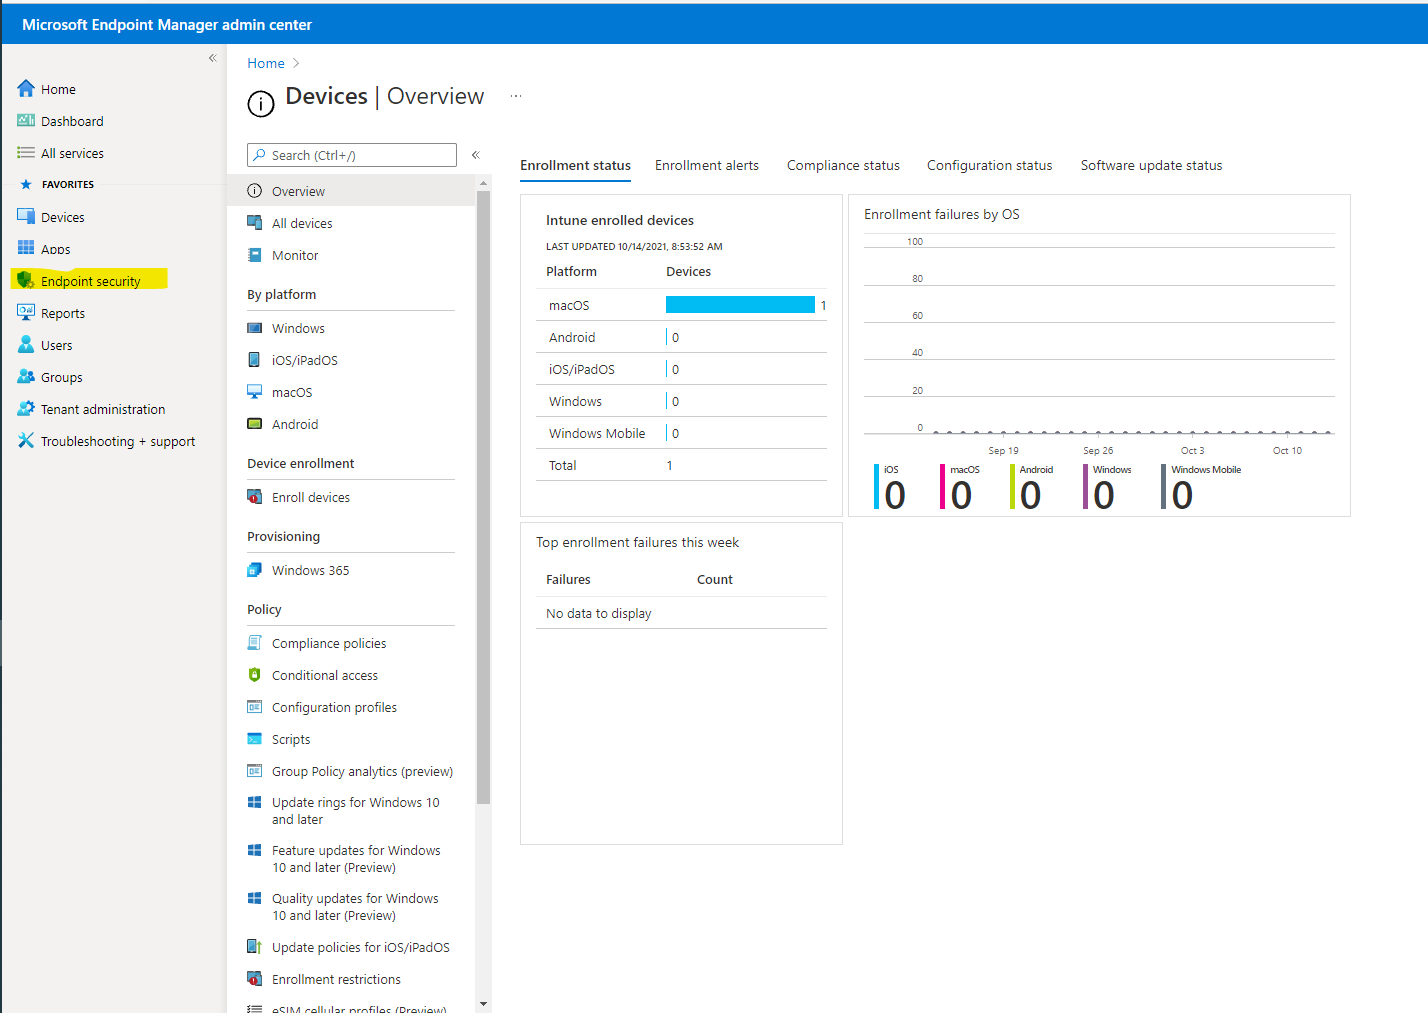 Microsoft Endpoint Manager admin center
«
Home
Dashboard
All services
FAVORITES
Devices
Apps
Endpoint security
Reports
Users
Groups
Tenant administration
Troubleshooting + support
Home >
Devices | Overview ...
Search (Ctrl+/)
«
Overview
All devices
Monitor
By platform
Windows
iOS/iPadOS
macOS
Android
Device enrollment
Enroll devices
Provisioning
Windows 365
Policy
Compliance policies
Conditional access
Configuration profiles
Scripts
Group Policy analytics (preview)
Update rings for Windows 10
and later
Feature updates for Windows
10 and later (Preview)
Quality updates for Windows
10 and later (Preview)
Update policies for iOS/iPadOS
Enrollment restrictions
eSIM cellular profiles (Preview)
Enrollment status Enrollment alerts Compliance status Configuration status Software update status
Intune enrolled devices
LAST UPDATED 10/14/2021, 8:53:52 AM
Platform Devices
macOS 1
Android 0
iOS/iPadOS 0
Windows 0
Windows Mobile 0
Total 1
Enrollment failures by OS
100
80
60
40
20
0
Sep 19 Sep 26 Oct 3 Oct 10
iOS macOS Android Windows Windows Mobile
0 0 0 0 0
Top enrollment failures this week
Failures Count
No data to display